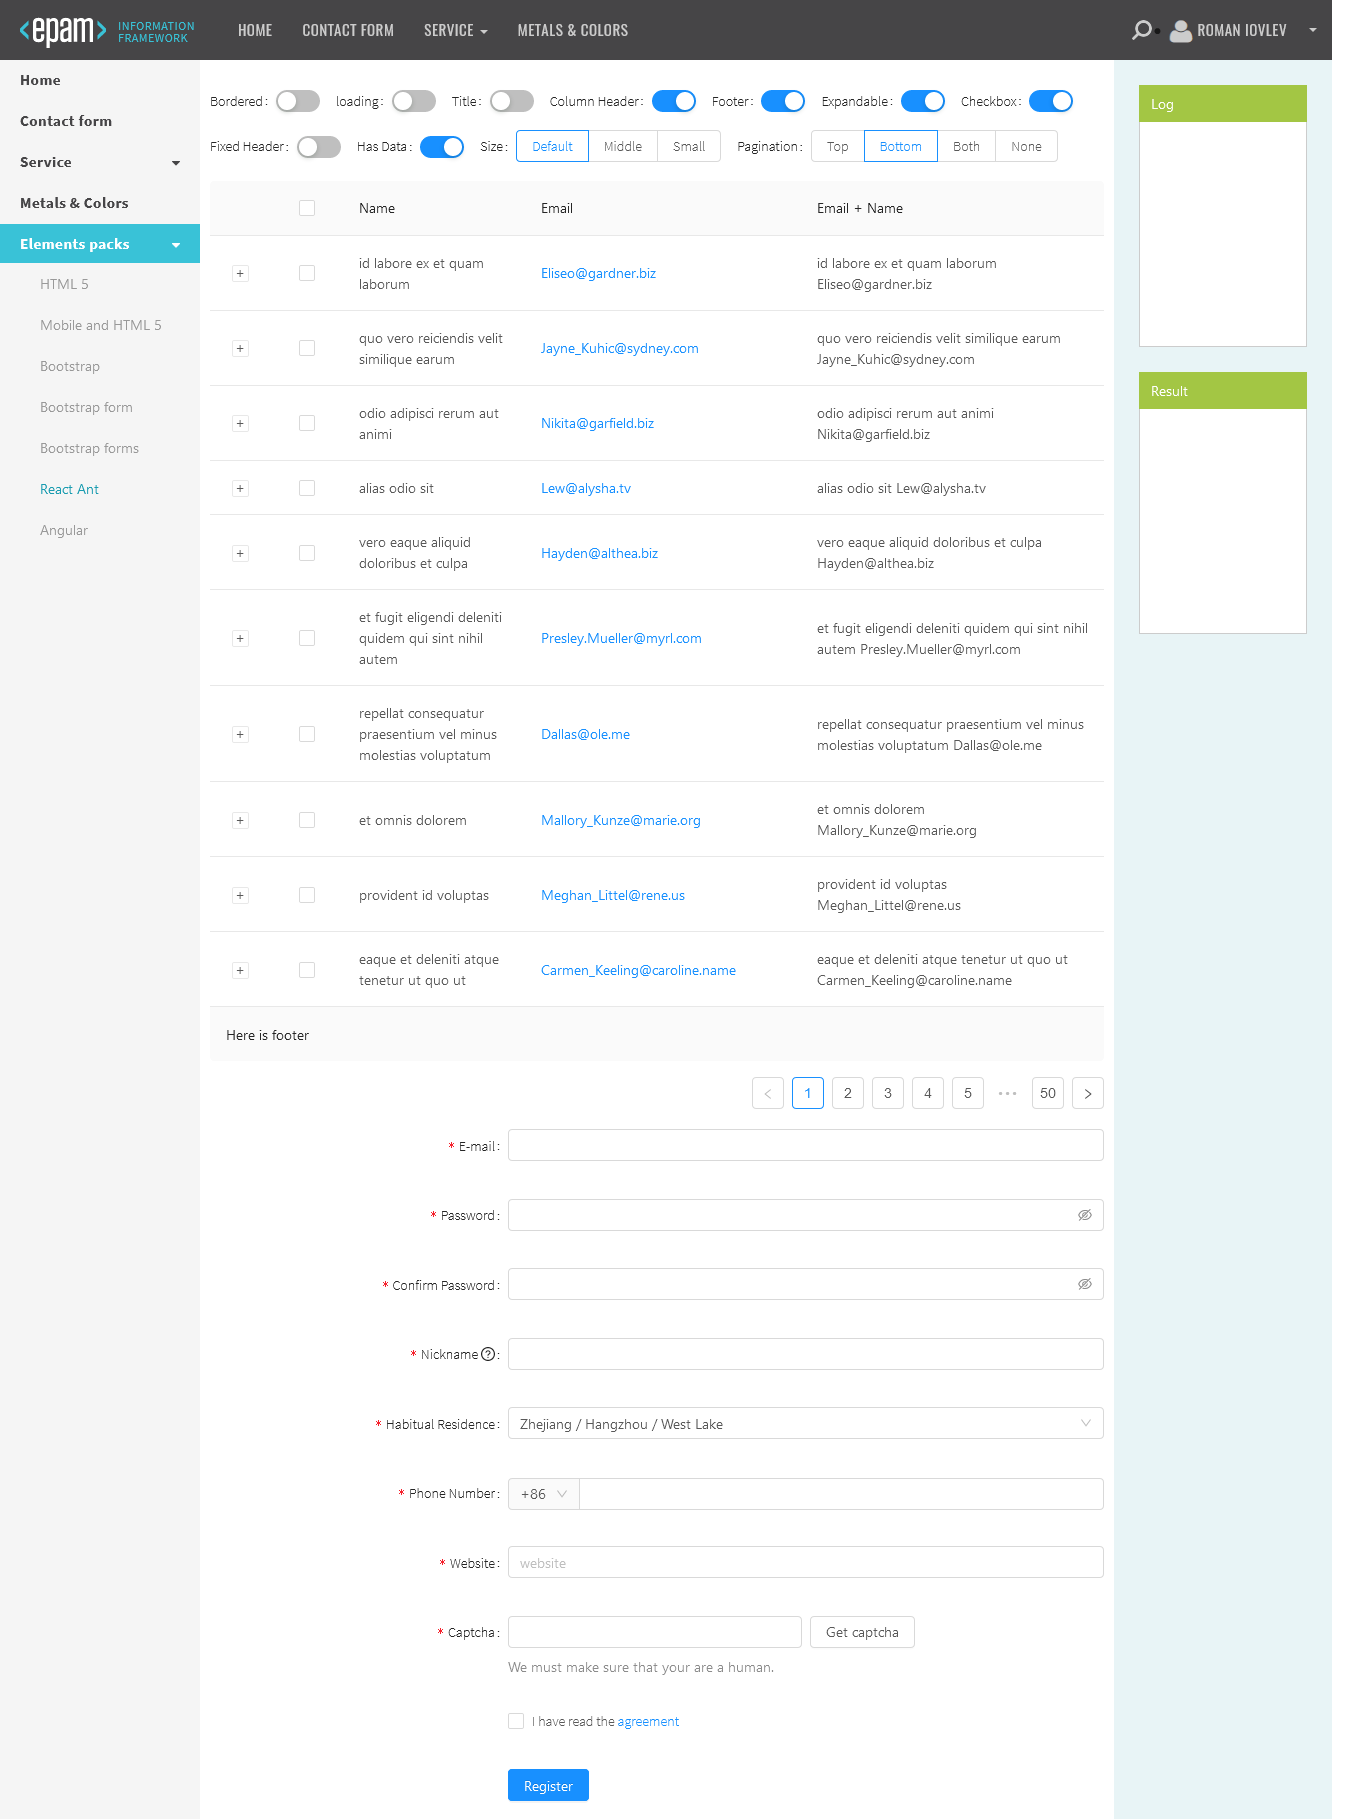 epam INFORMATION FRAMEWORK HOME CONTACT FORM SERVICE METALS & COLORS ROMAN IOVLEV
Home
Contact form
Service
Metals & Colors
Elements packs
HTML 5
Mobile and HTML 5
Bootstrap
Bootstrap form
Bootstrap forms
React Ant
Angular
Bordered: loading: Title: Column Header: Footer: Expandable: Checkbox:
Fixed Header: Has Data: Size: Default Middle Small Pagination: Top Bottom Both None
Name Email Email + Name
id labore ex et quam
laborum
Eliseo@gardner.biz
id labore ex et quam laborum
Eliseo@gardner.biz
quo vero reiciendis velit
similique earum
Jayne_Kuhic@sydney.com
quo vero reiciendis velit similique earum
Jayne_Kuhic@sydney.com
odio adipisci rerum aut
animi
Nikita@garfield.biz
odio adipisci rerum aut animi
Nikita@garfield.biz
alias odio sit
Lew@alysha.tv
alias odio sit Lew@alysha.tv
vero eaque aliquid
doloribus et culpa
Hayden@althea.biz
vero eaque aliquid doloribus et culpa
Hayden@althea.biz
et fugit eligendi deleniti
quidem qui sint nihil
autem
Presley.Mueller@myrl.com
et fugit eligendi deleniti quidem qui sint nihil
autem Presley.Mueller@myrl.com
repellat consequatur
praesentium vel minus
molestias voluptatum
Dallas@ole.me
repellat consequatur praesentium vel minus
molestias voluptatum Dallas@ole.me
et omnis dolorem
Mallory_Kunze@marie.org
et omnis dolorem
Mallory_Kunze@marie.org
provident id voluptas
Meghan_Littel@rene.us
provident id voluptas
Meghan_Littel@rene.us
eaque et deleniti atque
tenetur ut quo ut
Carmen_Keeling@caroline.name
eaque et deleniti atque tenetur ut quo ut
Carmen_Keeling@caroline.name
Here is footer
< 1 2 3 4 5 ••• 50 >
* E-mail:
* Password:
* Confirm Password:
* Nickname:
* Habitual Residence: Zhejiang / Hangzhou / West Lake
* Phone Number: +86
* Website: website
* Captcha: Get captcha
We must make sure that your are a human.
I have read the agreement
Register
Log
Result